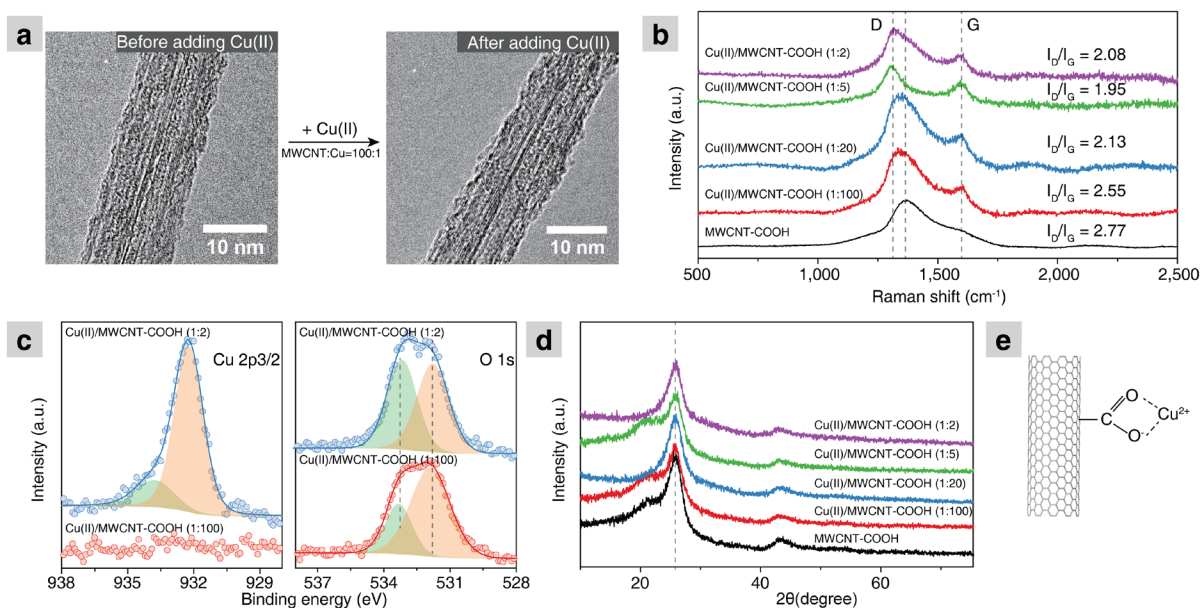 a
Before adding Cu(II)
10 nm
+ Cu(II)
MWCNT:Cu=100:1
After adding Cu(II)
10 nm
b
D
G
Cu(II)/MWCNT-COOH (1:2)
I_D/I_G = 2.08
Cu(II)/MWCNT-COOH (1:5)
I_D/I_G = 1.95
Cu(II)/MWCNT-COOH (1:20)
I_D/I_G = 2.13
Cu(II)/MWCNT-COOH (1:100)
I_D/I_G = 2.55
MWCNT-COOH
I_D/I_G = 2.77
Intensity (a.u.)
500 1,000 1,500 2,000 2,500
Raman shift (cm⁻¹)
c
Cu(II)/MWCNT-COOH (1:2)
Cu 2p3/2
Cu(II)/MWCNT-COOH (1:100)
Cu(II)/MWCNT-COOH (1:2)
O 1s
Cu(II)/MWCNT-COOH (1:100)
Intensity (a.u.)
938 935 932 929
537 534 531 528
Binding energy (eV)
d
Cu(II)/MWCNT-COOH (1:2)
Cu(II)/MWCNT-COOH (1:5)
Cu(II)/MWCNT-COOH (1:20)
Cu(II)/MWCNT-COOH (1:100)
MWCNT-COOH
Intensity (a.u.)
20 40 60
2θ(degree)
e
O
C
Cu²⁺
O⁻